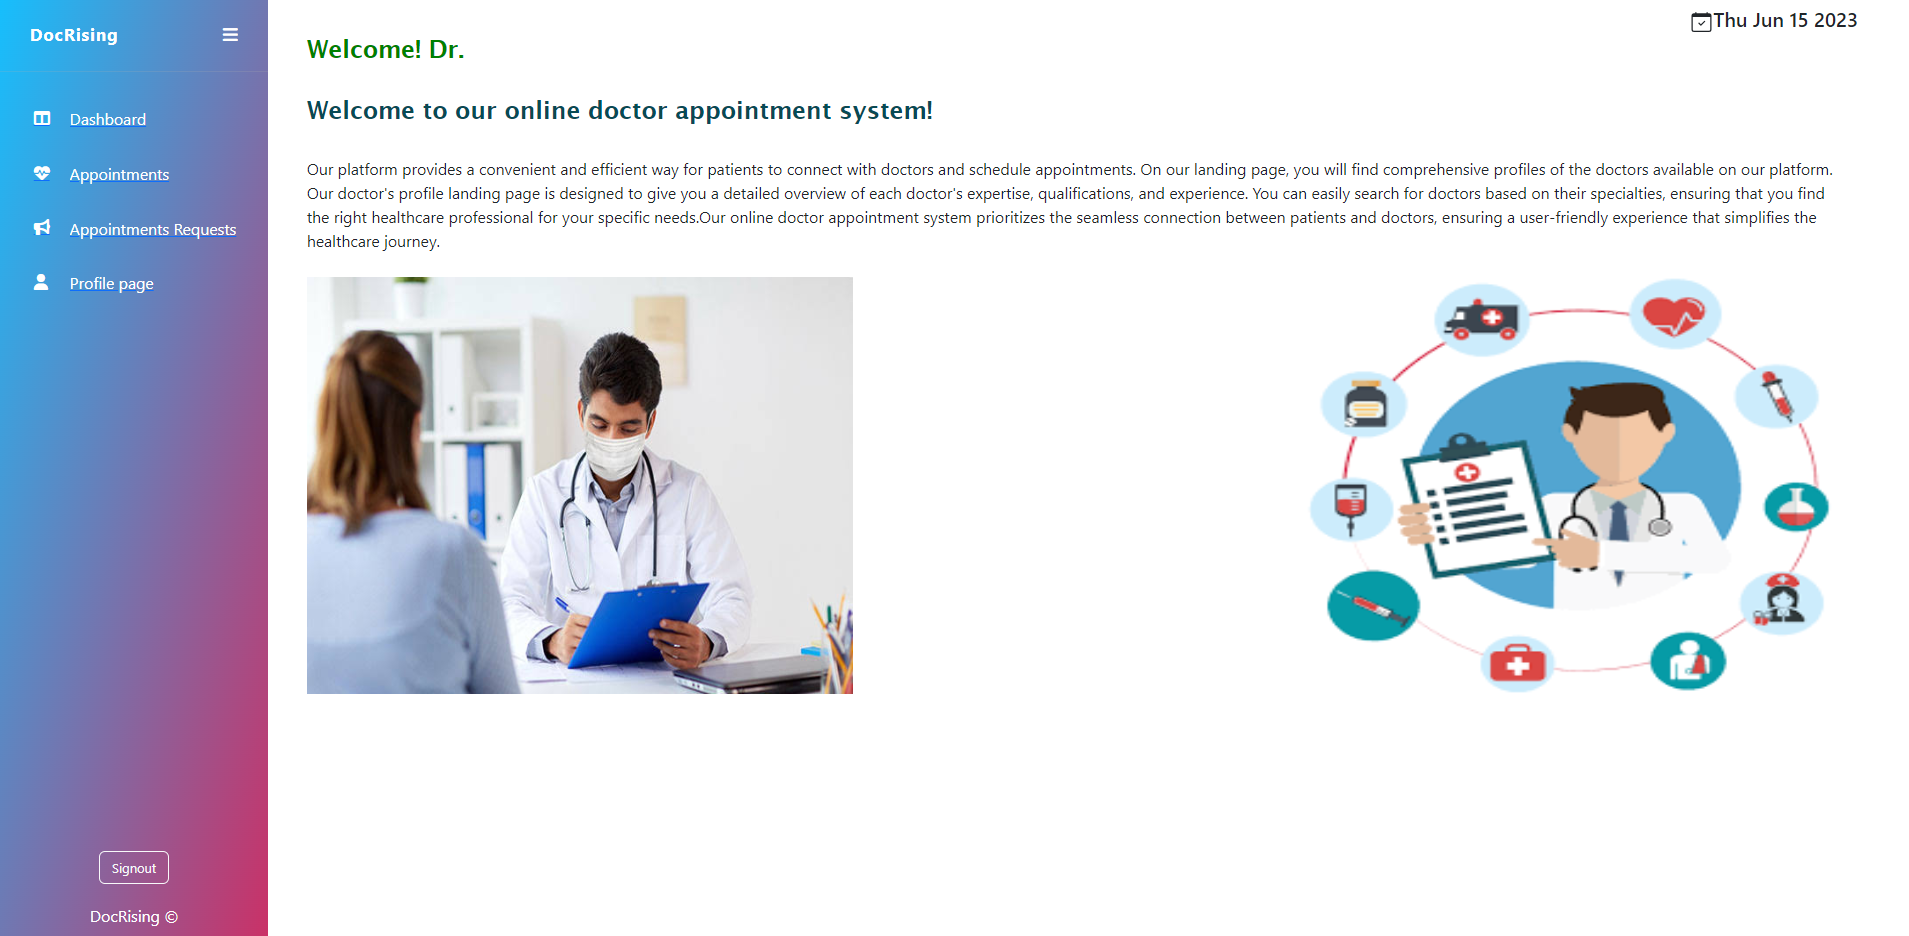 DocRising
Dashboard
Appointments
Appointments Requests
Profile page
Signout
DocRising ©
Thu Jun 15 2023
Welcome! Dr.
Welcome to our online doctor appointment system!
Our platform provides a convenient and efficient way for patients to connect with doctors and schedule appointments. On our landing page, you will find comprehensive profiles of the doctors available on our platform.
Our doctor's profile landing page is designed to give you a detailed overview of each doctor's expertise, qualifications, and experience. You can easily search for doctors based on their specialties, ensuring that you find
the right healthcare professional for your specific needs.Our online doctor appointment system prioritizes the seamless connection between patients and doctors, ensuring a user-friendly experience that simplifies the
healthcare journey.